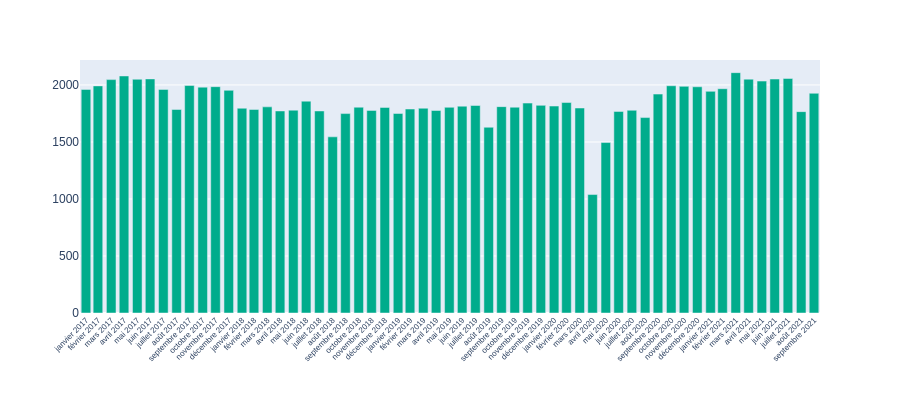 2000
1500
1000
500
0
janvier 2017
février 2017
mars 2017
avril 2017
mai 2017
juin 2017
juillet 2017
août 2017
septembre 2017
octobre 2017
novembre 2017
décembre 2017
janvier 2018
février 2018
mars 2018
avril 2018
mai 2018
juin 2018
juillet 2018
août 2018
septembre 2018
octobre 2018
novembre 2018
décembre 2018
janvier 2019
février 2019
mars 2019
avril 2019
mai 2019
juin 2019
juillet 2019
août 2019
septembre 2019
octobre 2019
novembre 2019
décembre 2019
janvier 2020
février 2020
mars 2020
avril 2020
mai 2020
juin 2020
juillet 2020
août 2020
septembre 2020
octobre 2020
novembre 2020
décembre 2020
janvier 2021
février 2021
mars 2021
avril 2021
mai 2021
juin 2021
juillet 2021
août 2021
septembre 2021